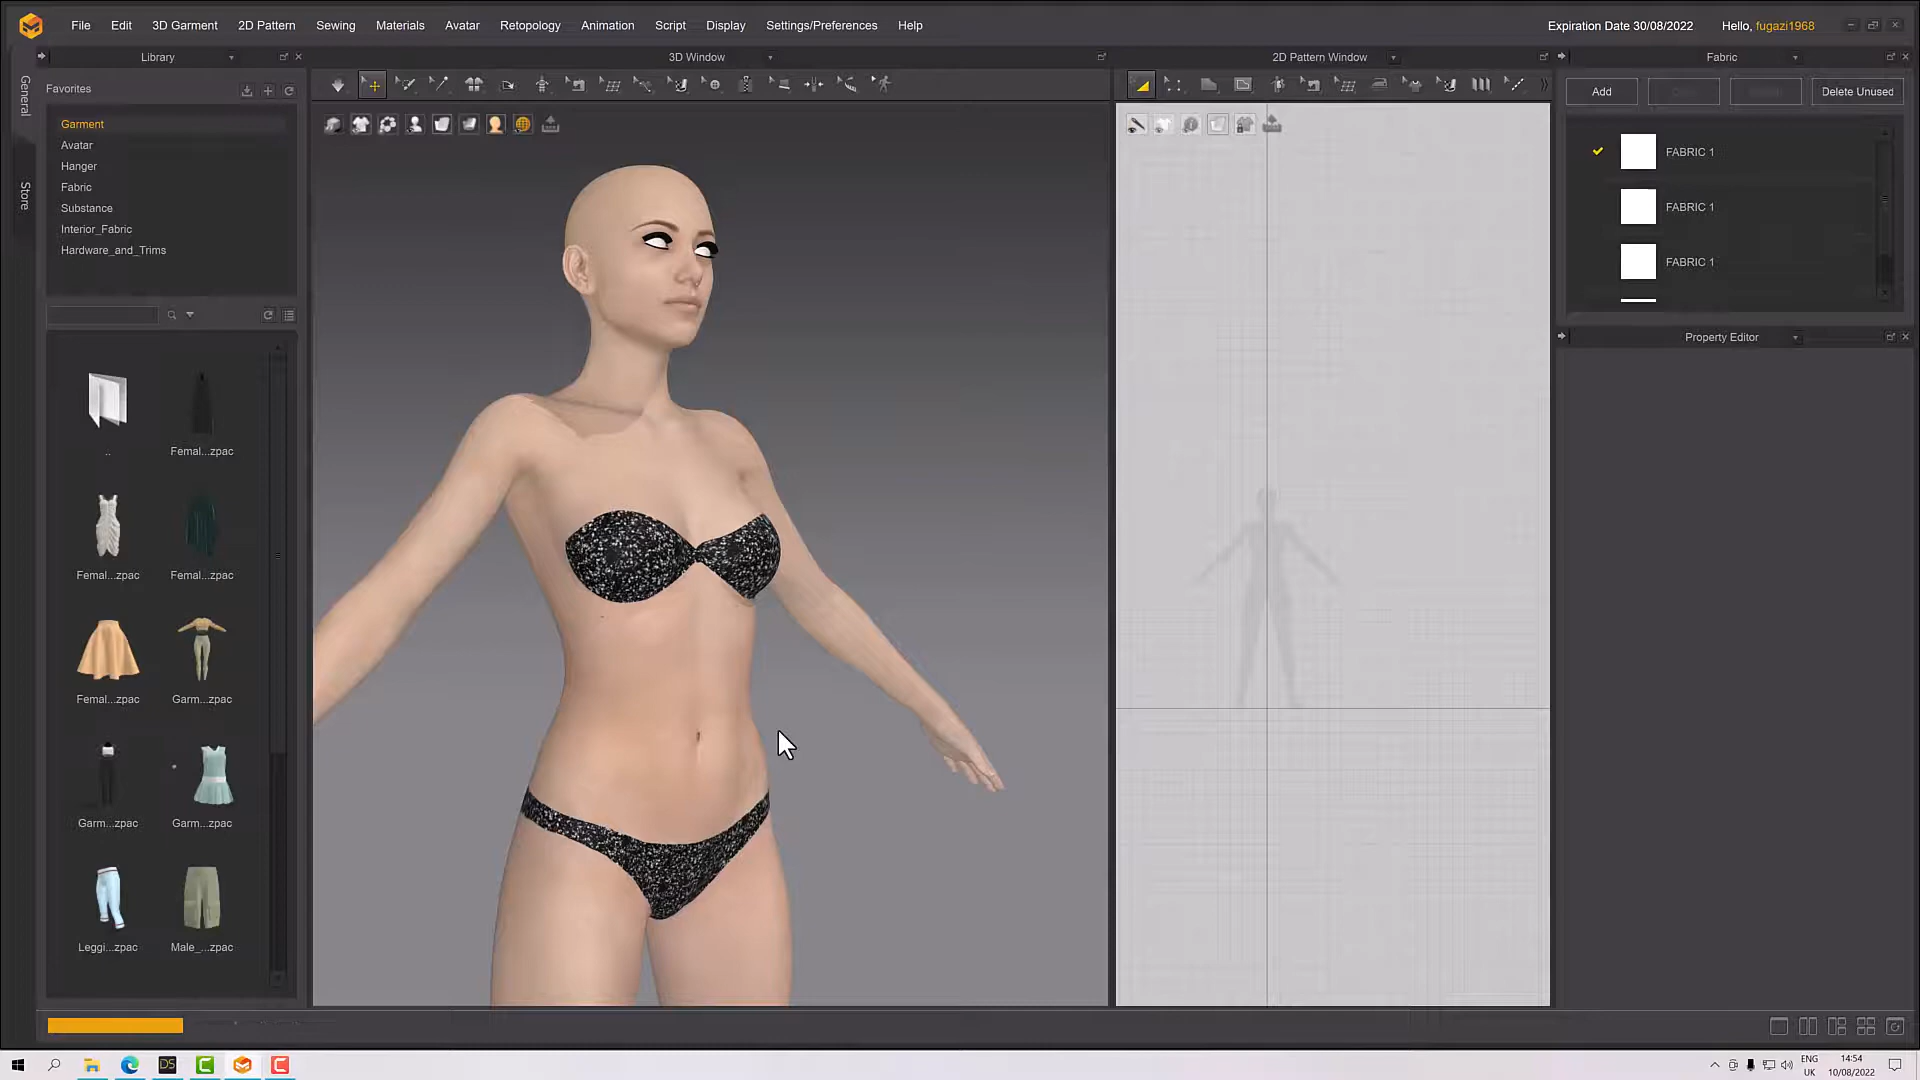 File Edit 3D Garment 2D Pattern Sewing Materials Avatar Retopology Animation Script Display Settings/Preferences Help Expiration Date 30/08/2022 Hello, fugazi1968
Library 3D Window 2D Pattern Window Fabric
General
Store
Favorites
Garment
Avatar
Hanger
Fabric
Substance
Interior_Fabric
Hardware_and_Trims
..
Femal...zpac
Femal...zpac Femal...zpac
Femal...zpac Garm...zpac
Garm...zpac Garm...zpac
Leggi...zpac Male_...zpac
Add Delete Unused
FABRIC 1
FABRIC 1
FABRIC 1
Property Editor
DS
ENG
UK
14:54
10/08/2022